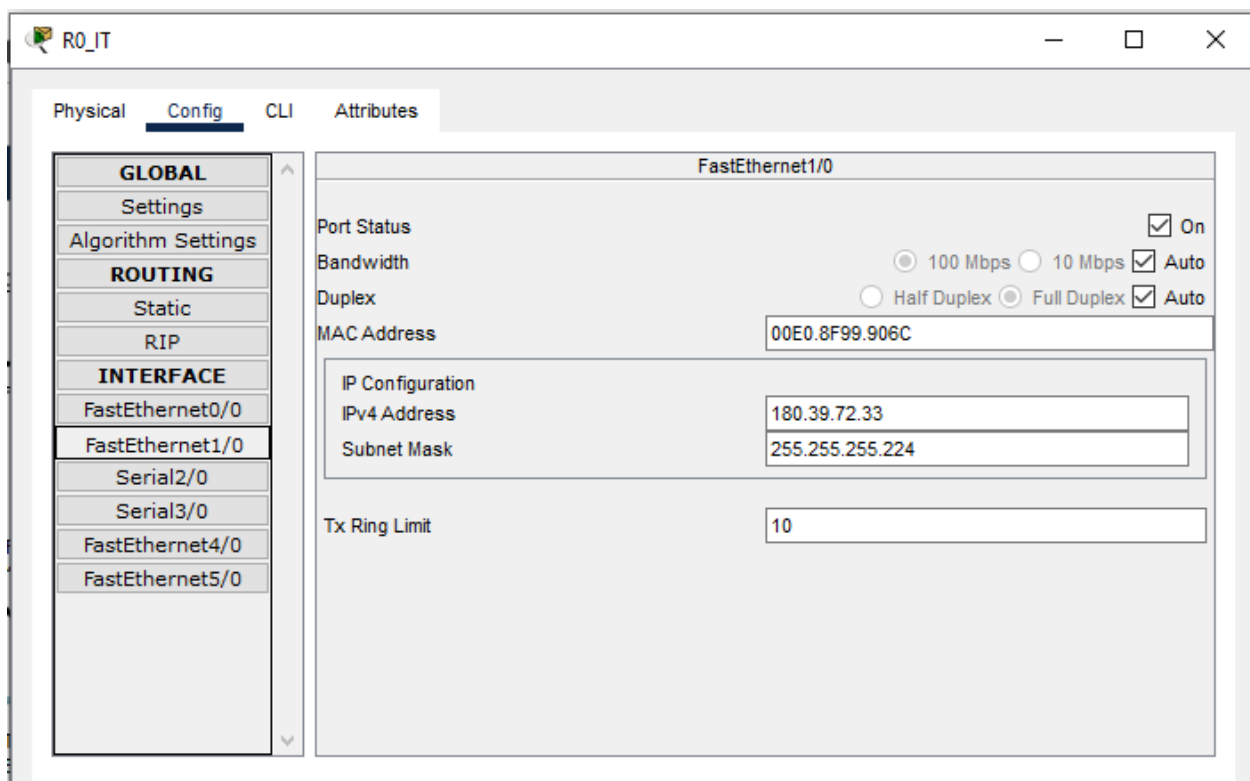 R0_IT
Physical Config CLI Attributes
GLOBAL
Settings
Algorithm Settings
ROUTING
Static
RIP
INTERFACE
FastEthernet0/0
FastEthernet1/0
Serial2/0
Serial3/0
FastEthernet4/0
FastEthernet5/0
FastEthernet1/0
Port Status On
Bandwidth 100 Mbps 10 Mbps Auto
Duplex Half Duplex Full Duplex Auto
MAC Address 00E0.8F99.906C
IP Configuration
IPv4 Address 180.39.72.33
Subnet Mask 255.255.255.224
Tx Ring Limit 10